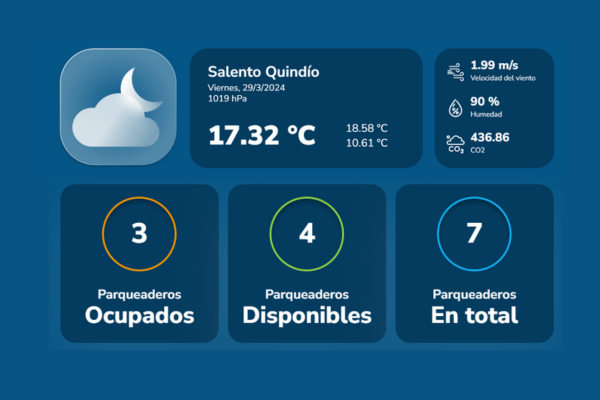 Salento Quindío
Viernes, 29/3/2024
1019 hPa
17.32 °C
18.58 °C
10.61 °C
1.99 m/s
Velocidad del viento
90 %
Humedad
436.86
CO2
CO₂
3
Parqueaderos
Ocupados
4
Parqueaderos
Disponibles
7
Parqueaderos
En total